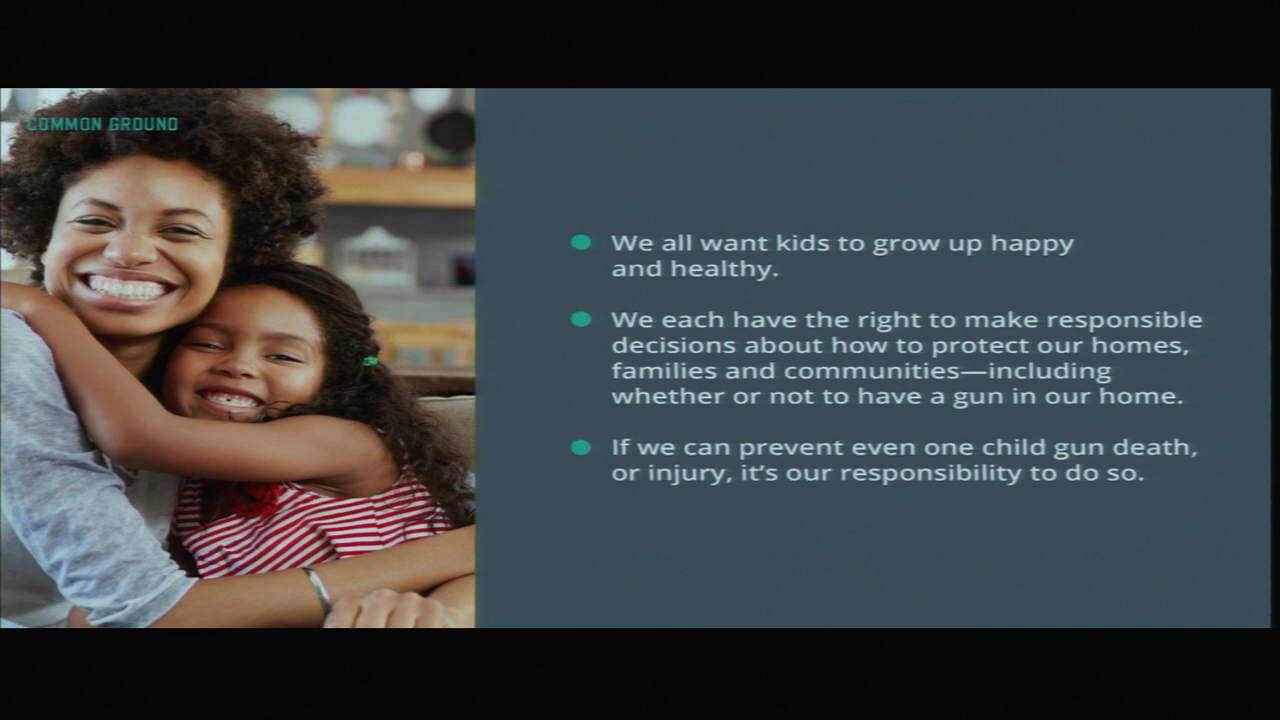 COMMON GROUND
We all want kids to grow up happy
and healthy.
We each have the right to make responsible
decisions about how to protect our homes,
families and communities—including
whether or not to have a gun in our home.
If we can prevent even one child gun death,
or injury, it’s our responsibility to do so.